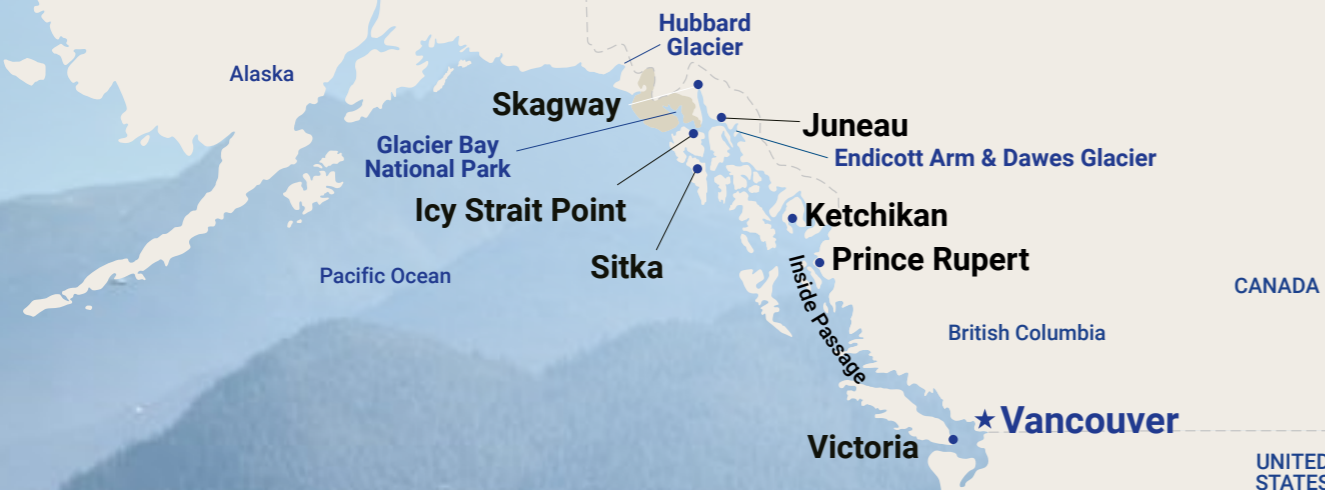 Hubbard
Glacier
Alaska
Skagway
Juneau
Glacier Bay
National Park
Endicott Arm & Dawes Glacier
Icy Strait Point
Ketchikan
Sitka
Prince Rupert
Pacific Ocean
Inside Passage
CANADA
British Columbia
Vancouver
Victoria
UNITED
STATES